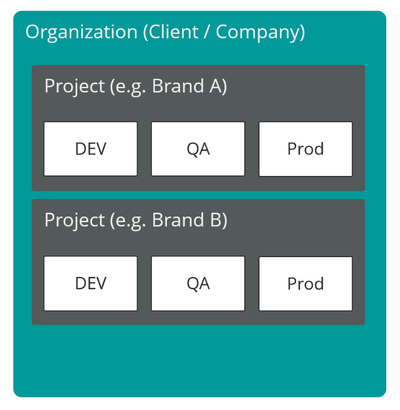 Organization (Client / Company)
Project (e.g. Brand A)
DEV QA Prod
Project (e.g. Brand B)
DEV QA Prod